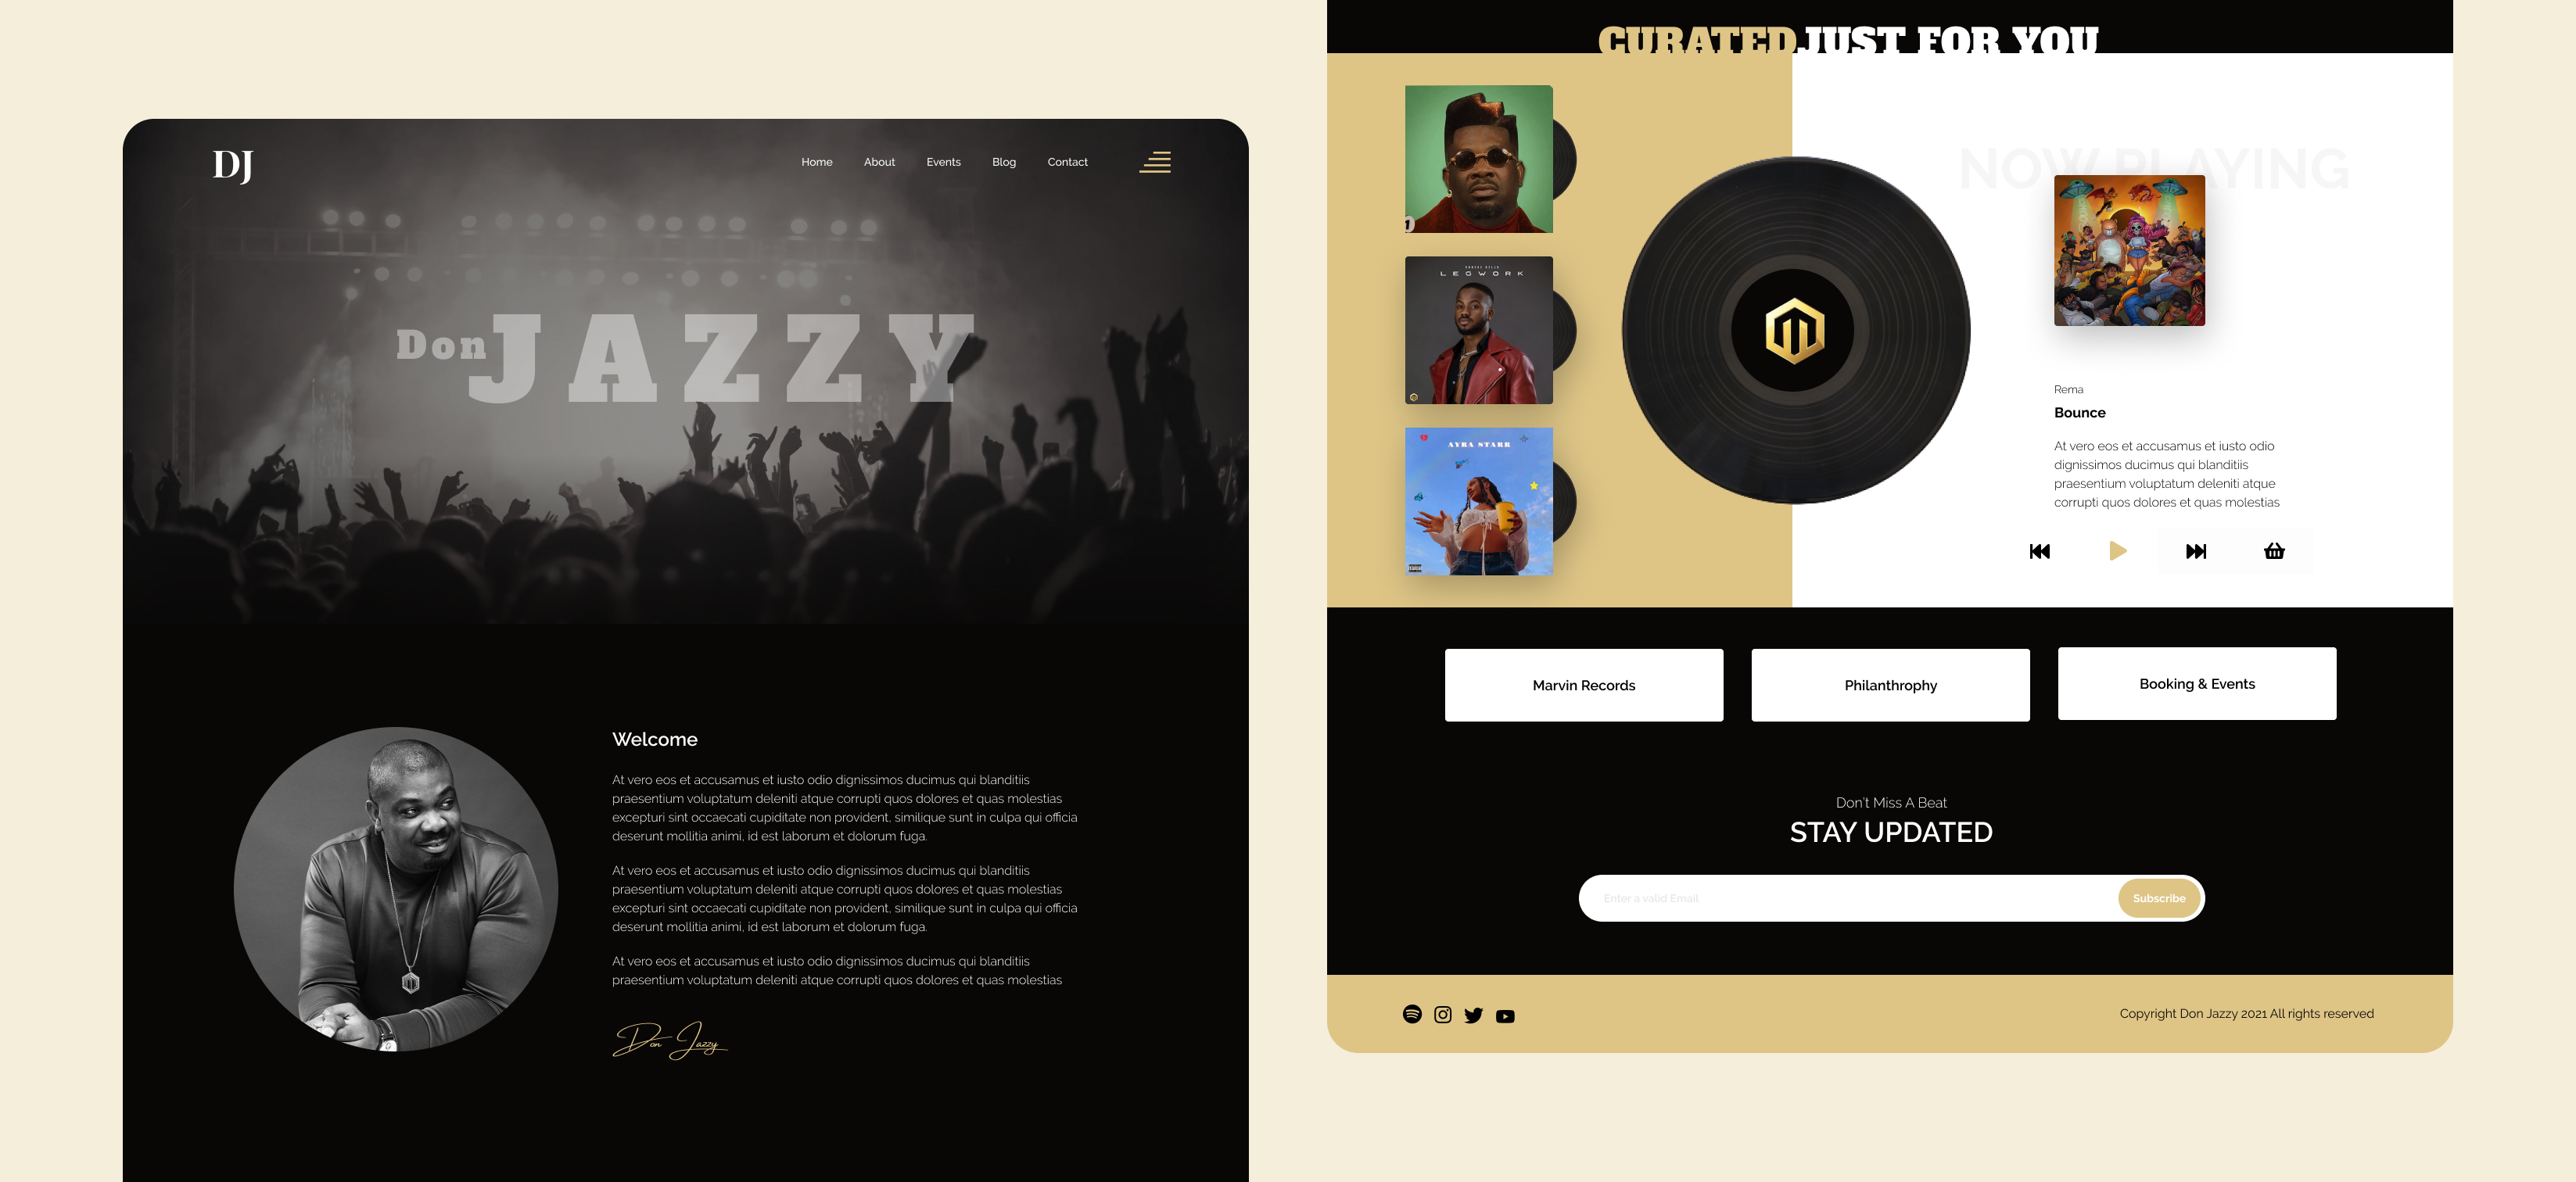 DJ
Home About Events Blog Contact
Don JAZZY
Welcome
At vero eos et accusamus et iusto odio dignissimos ducimus qui blanditiis
praesentium voluptatum deleniti atque corrupti quos dolores et quas molestias
excepturi sint occaecati cupiditate non provident, similique sunt in culpa qui officia
deserunt mollitia animi, id est laborum et dolorum fuga.
At vero eos et accusamus et iusto odio dignissimos ducimus qui blanditiis
praesentium voluptatum deleniti atque corrupti quos dolores et quas molestias
excepturi sint occaecati cupiditate non provident, similique sunt in culpa qui officia
deserunt mollitia animi, id est laborum et dolorum fuga.
At vero eos et accusamus et iusto odio dignissimos ducimus qui blanditiis
praesentium voluptatum deleniti atque corrupti quos dolores et quas molestias
Don Jazzy
CURATED JUST FOR YOU
LEGWORK
AYRA STARR
NOW PLAYING
Rema
Bounce
At vero eos et accusamus et iusto odio
dignissimos ducimus qui blanditiis
praesentium voluptatum deleniti atque
corrupti quos dolores et quas molestias
Marvin Records
Philanthrophy
Booking & Events
Don't Miss A Beat
STAY UPDATED
Enter a valid Email
Subscribe
Copyright Don Jazzy 2021 All rights reserved